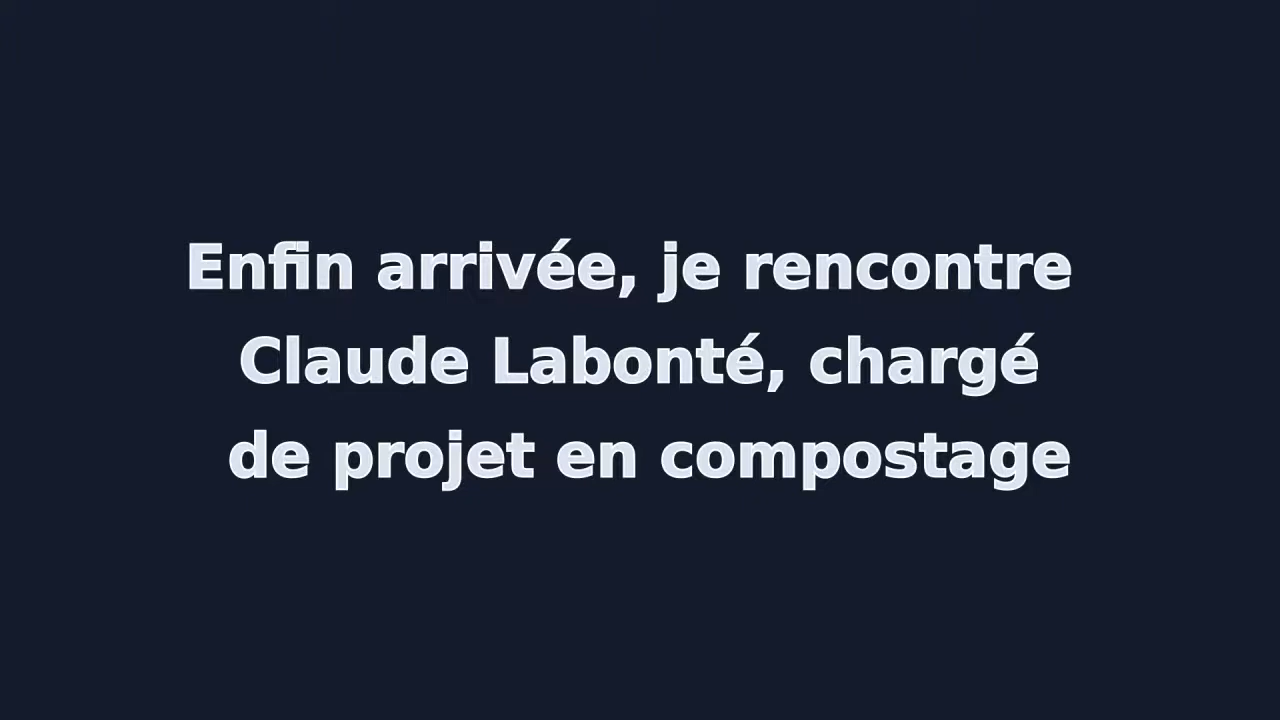 Enfin arrivée, je rencontre
Claude Labonté, chargé
de projet en compostage